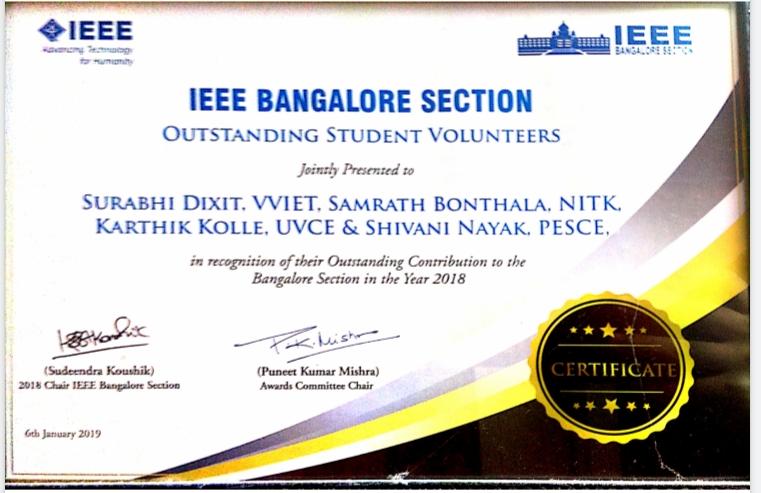 IEEE
Advancing Technology
for Humanity
IEEE
BANGALORE SECTION
IEEE BANGALORE SECTION
OUTSTANDING STUDENT VOLUNTEERS
Jointly Presented to
SURABHI DIXIT, VVIET, SAMRATH BONTHALA, NITK,
KARTHIK KOLLE, UVCE & SHIVANI NAYAK, PESCE,
in recognition of their Outstanding Contribution to the
Bangalore Section in the Year 2018
P.K.Mishra
(Sudeendra Koushik)
2018 Chair IEEE Bangalore Section
(Puneet Kumar Mishra)
Awards Committee Chair
CERTIFICATE
6th January 2019